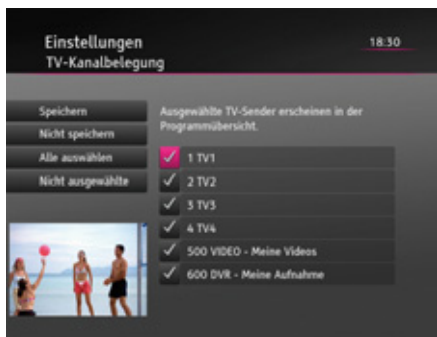 Einstellungen
18:30
TV-Kanalbelegung
Speichern
Nicht speichern
Alle auswählen
Nicht ausgewählte
Ausgewählte TV-Sender erscheinen in der
Programmübersicht.
1 TV1
2 TV2
3 TV3
4 TV4
500 VIDEO - Meine Videos
600 DVR - Meine Aufnahme